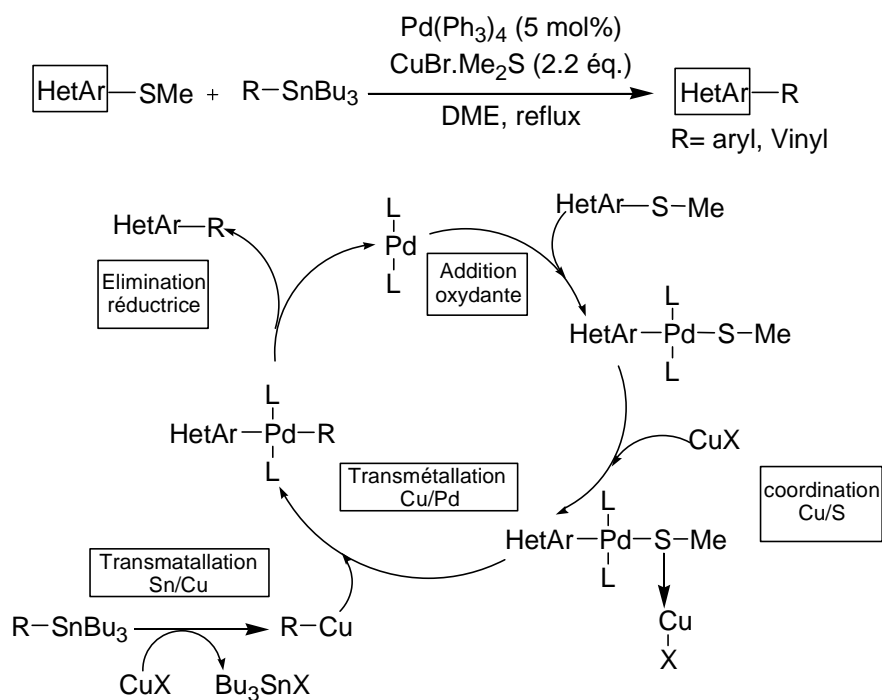 Pd(Ph3)4 (5 mol%)
CuBr.Me2S (2.2 éq.)
HetAr—SMe + R—SnBu3
DME, reflux
HetAr—R
R= aryl, Vinyl
HetAr—R
Elimination
réductrice
L
Pd
L
Addition
oxydante
HetAr—S—Me
L
HetAr—Pd—S—Me
L
CuX
coordination
Cu/S
L
HetAr—Pd—S—Me
L
Cu
X
L
HetAr—Pd—R
L
Transmétallation
Cu/Pd
Transmatallation
Sn/Cu
R—SnBu3
R—Cu
CuX
Bu3SnX